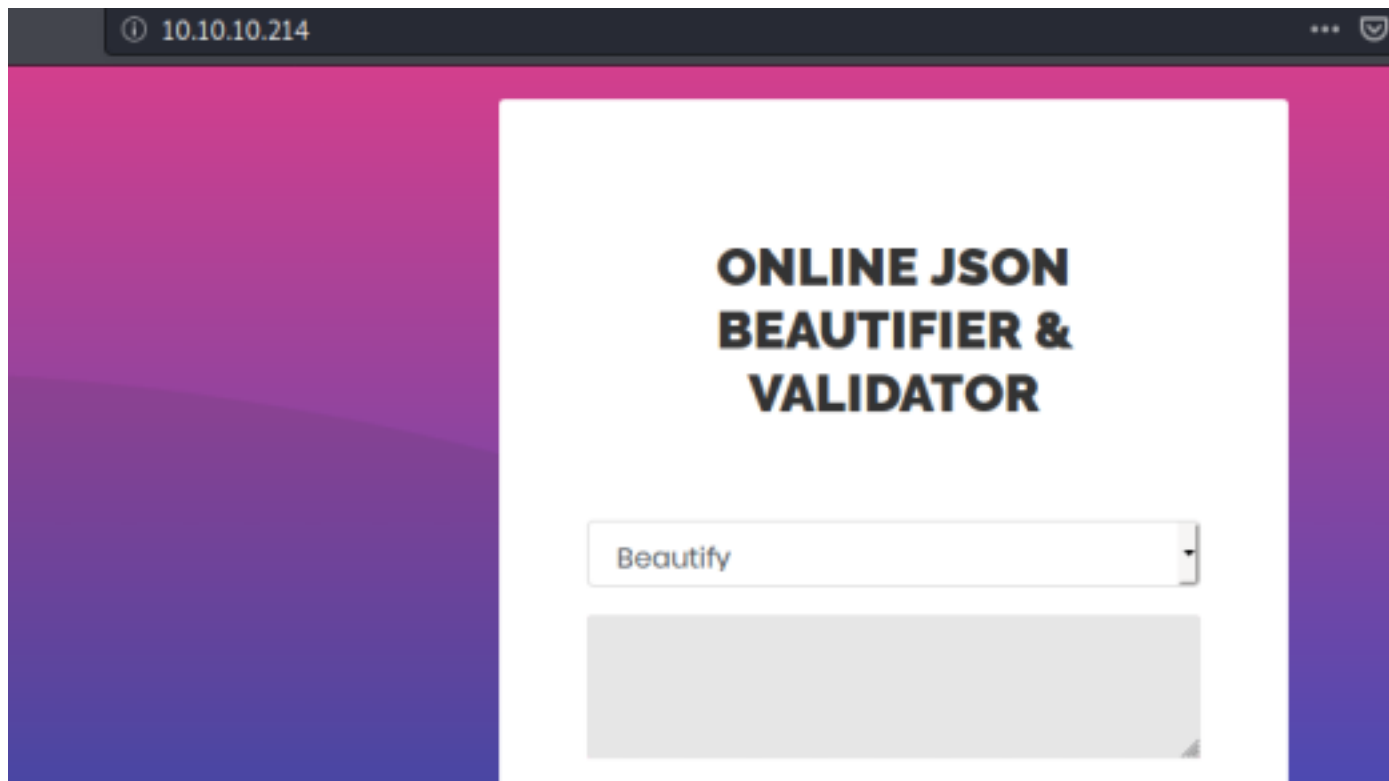 10.10.10.214
ONLINE JSON
BEAUTIFIER &
VALIDATOR
Beautify